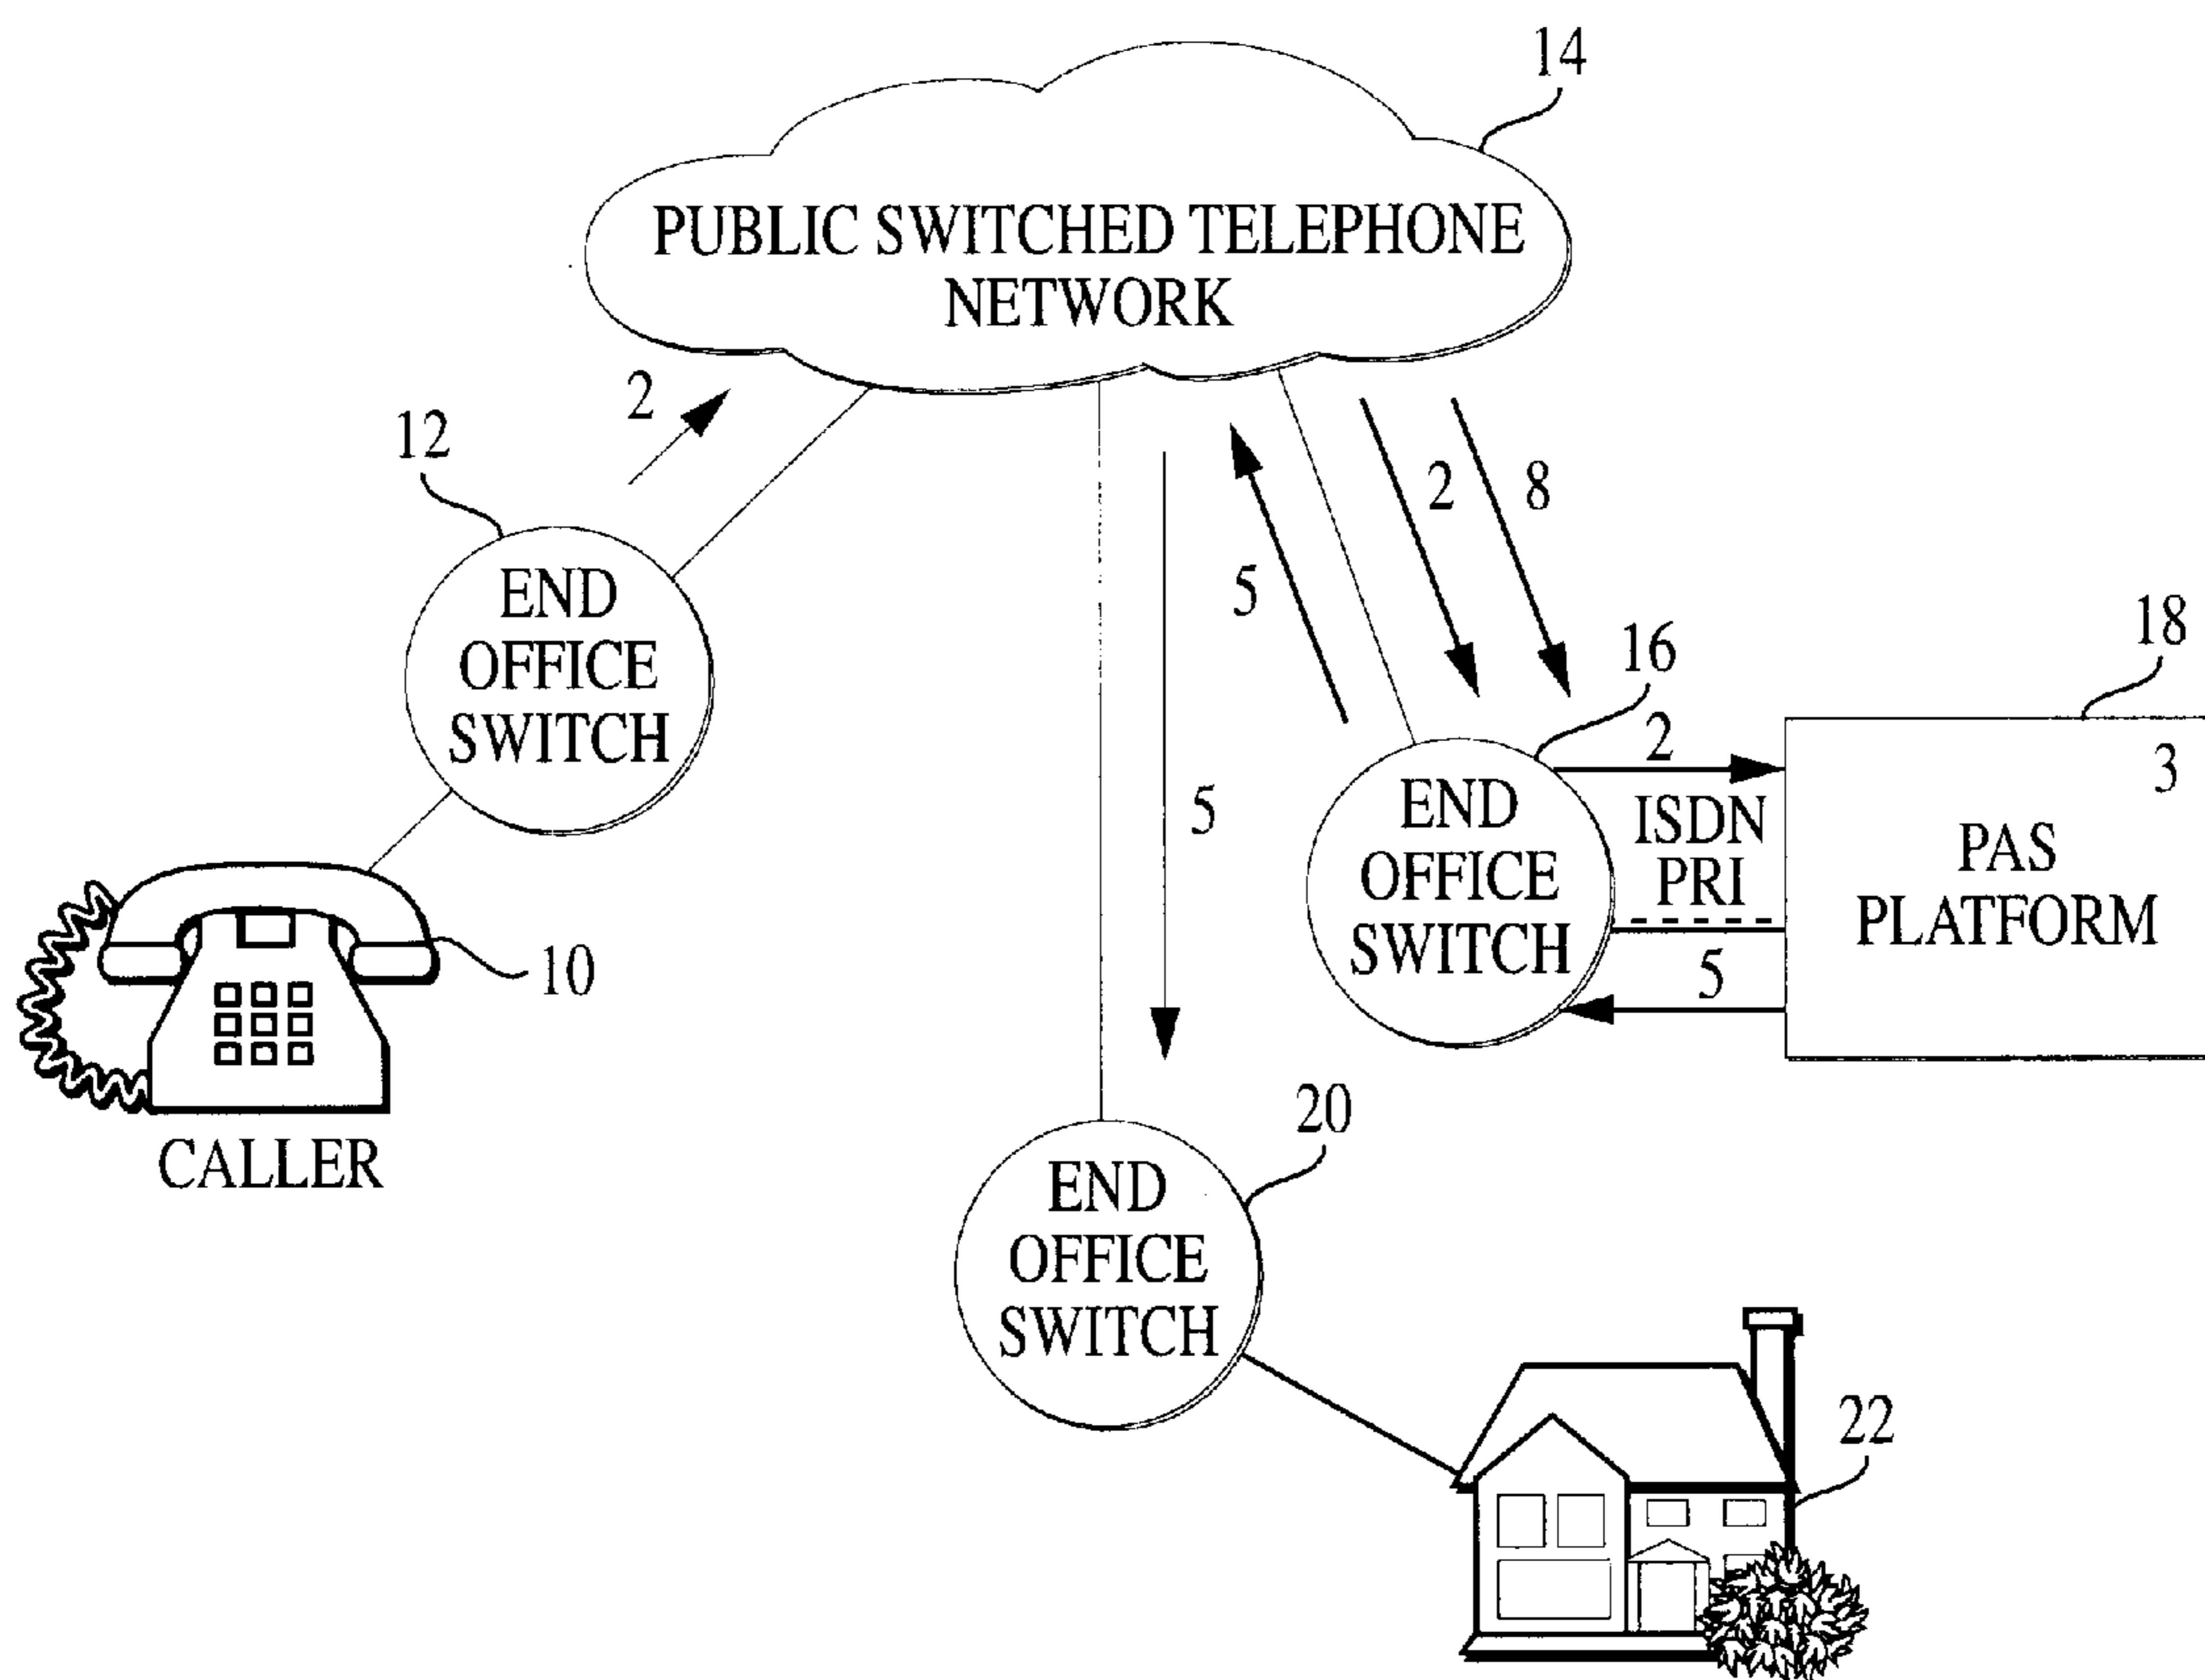 14
PUBLIC SWITCHED TELEPHONE
NETWORK
2
12
2
8
5
END
OFFICE
SWITCH
16
18
2
3
5
END
OFFICE
SWITCH
ISDN
PRI
PAS
PLATFORM
5
10
CALLER
20
END
OFFICE
SWITCH
22